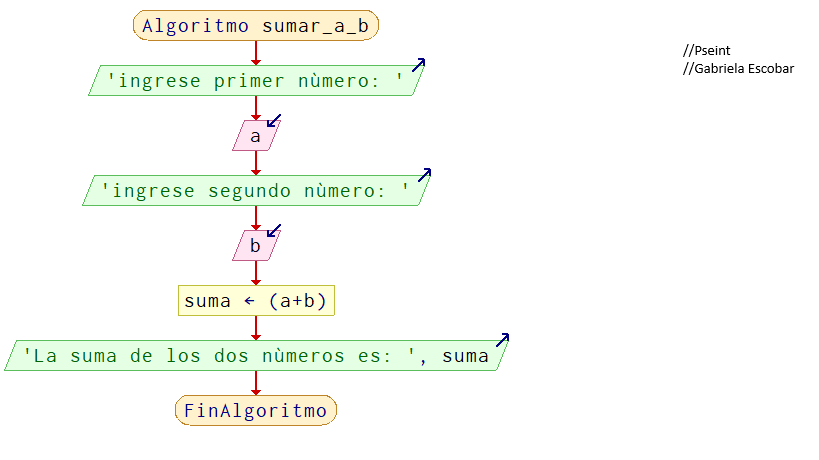 Algoritmo sumar_a_b
//Pseint
//Gabriela Escobar
'ingrese primer nùmero: '
a
'ingrese segundo nùmero: '
b
suma ← (a+b)
'La suma de los dos nùmeros es: ', suma
FinAlgoritmo